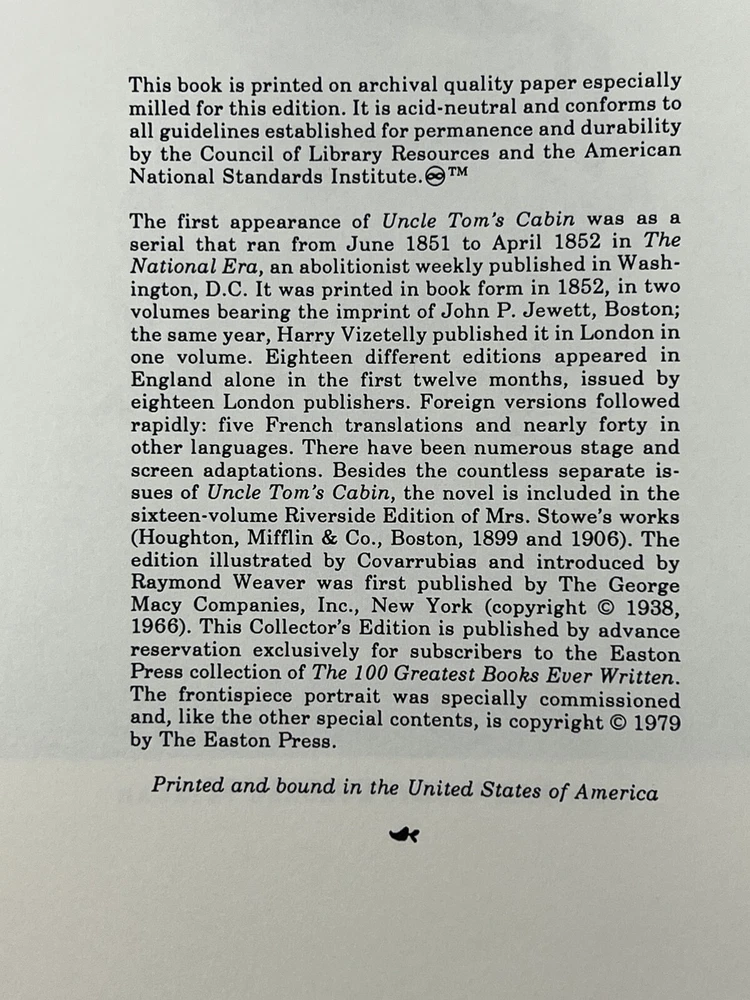 This book is printed on archival quality paper especially
milled for this edition. It is acid-neutral and conforms to
all guidelines established for permanence and durability
by the Council of Library Resources and the American
National Standards Institute.♾™
The first appearance of Uncle Tom's Cabin was as a
serial that ran from June 1851 to April 1852 in The
National Era, an abolitionist weekly published in Wash-
ington, D.C. It was printed in book form in 1852, in two
volumes bearing the imprint of John P. Jewett, Boston;
the same year, Harry Vizetelly published it in London in
one volume. Eighteen different editions appeared in
England alone in the first twelve months, issued by
eighteen London publishers. Foreign versions followed
rapidly: five French translations and nearly forty in
other languages. There have been numerous stage and
screen adaptations. Besides the countless separate is-
sues of Uncle Tom's Cabin, the novel is included in the
sixteen-volume Riverside Edition of Mrs. Stowe's works
(Houghton, Mifflin & Co., Boston, 1899 and 1906). The
edition illustrated by Covarrubias and introduced by
Raymond Weaver was first published by The George
Macy Companies, Inc., New York (copyright © 1938,
1966). This Collector's Edition is published by advance
reservation exclusively for subscribers to the Easton
Press collection of The 100 Greatest Books Ever Written.
The frontispiece portrait was specially commissioned
and, like the other special contents, is copyright © 1979
by The Easton Press.
Printed and bound in the United States of America